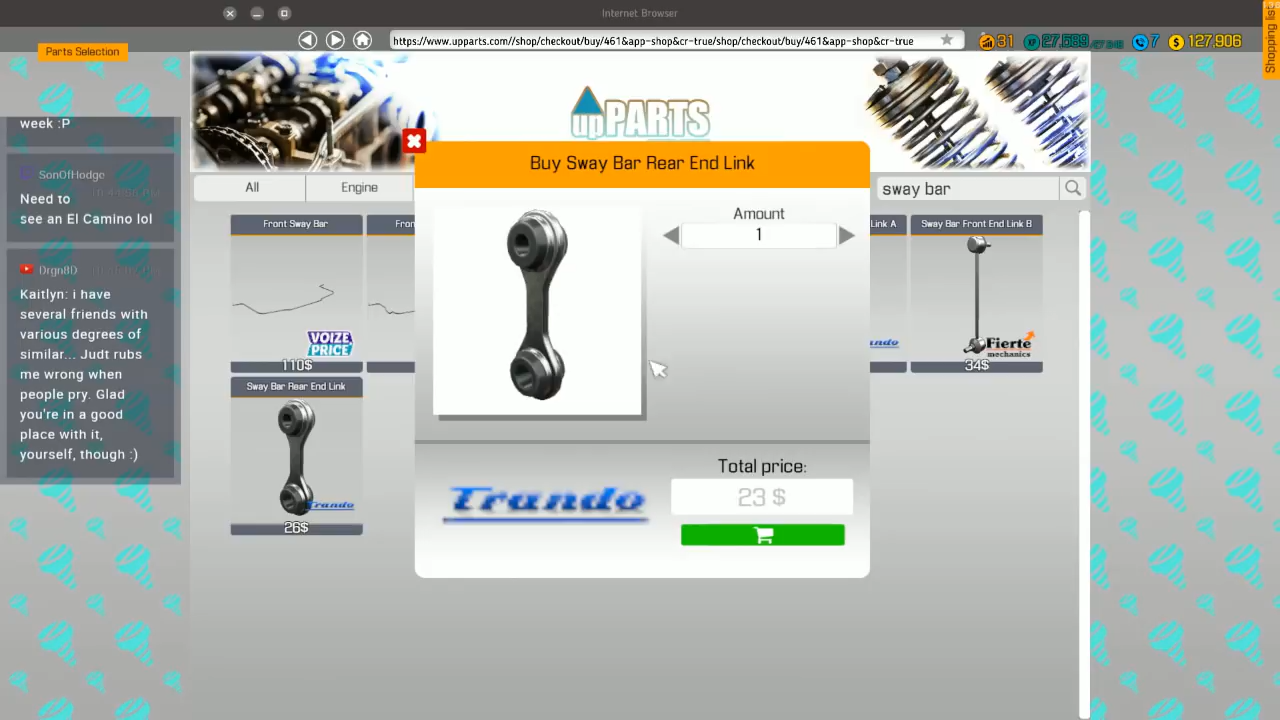 Internet Browser
https://www.upparts.com//shop/checkout/buy/461&app-shop&cr-true/shop/checkout/buy/461&app-shop&cr-true
31
7
127,906
Shopping list
Parts Selection
upPARTS
week :P
SonOfHodge
Need to
see an El Camino lol
Drgn8D
Kaitlyn: i have
several friends with
various degrees of
similar... Judt rubs
me wrong when
people pry. Glad
you're in a good
place with it,
yourself, though :)
All
Engine
sway bar
Front Sway Bar
VOIZE
PRICE
110$
Fron
Link A
Sway Bar Front End Link B
Fierte
mechanics
34$
Sway Bar Rear End Link
Trando
26$
Buy Sway Bar Rear End Link
Amount
1
Trando
Total price:
23 $